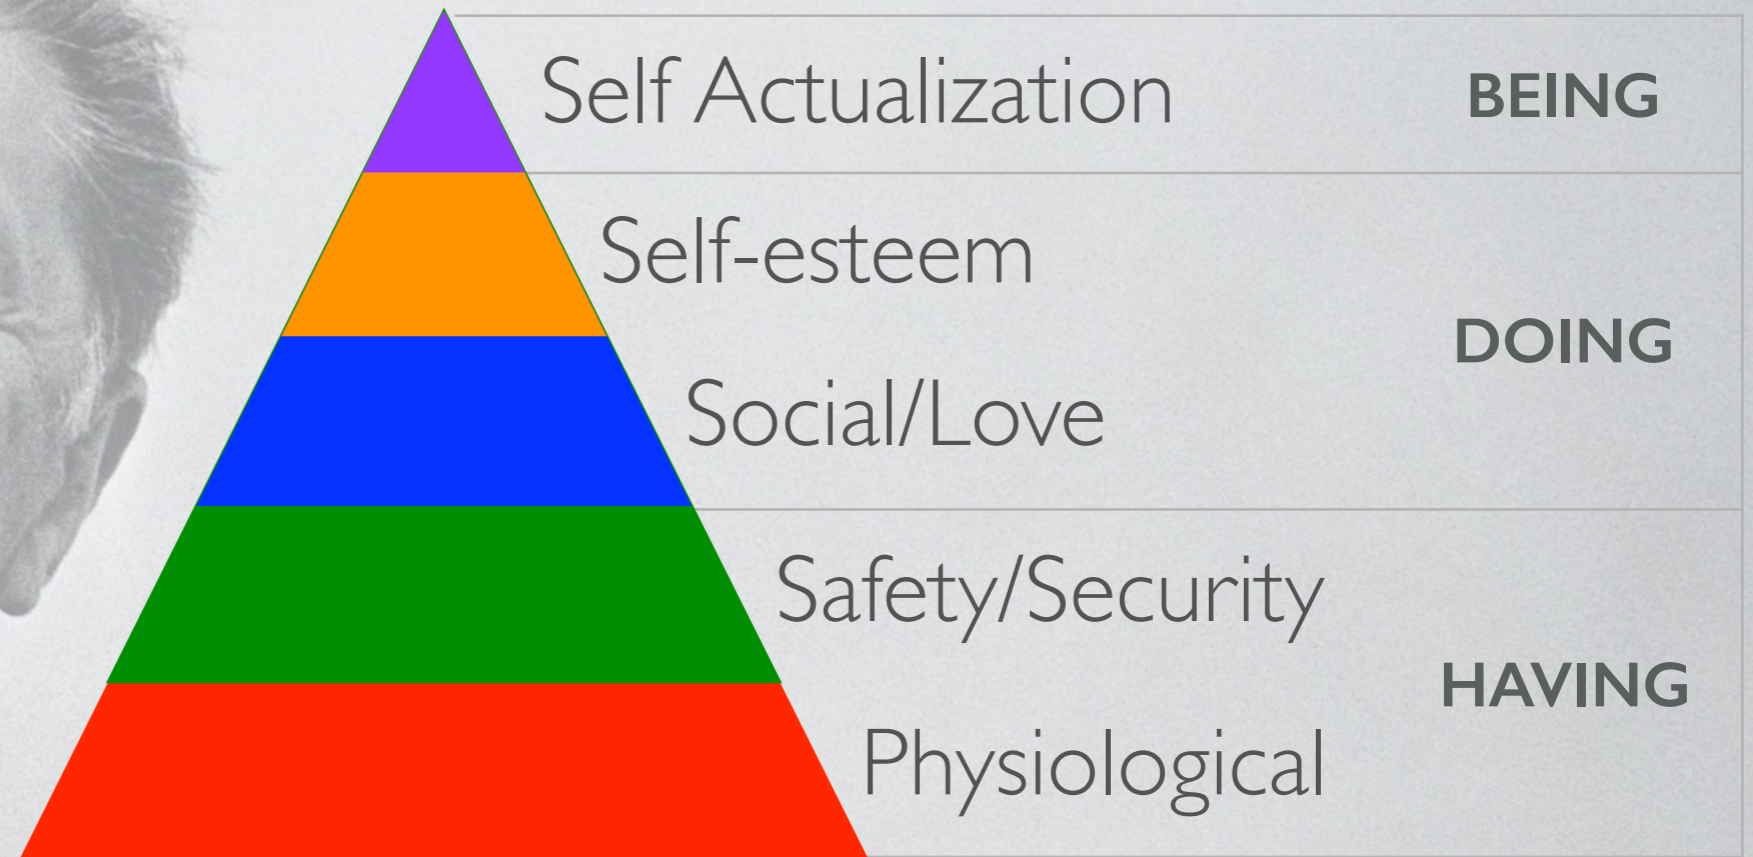 Self Actualization
BEING
Self-esteem
DOING
Social/Love
Safety/Security
HAVING
Physiological